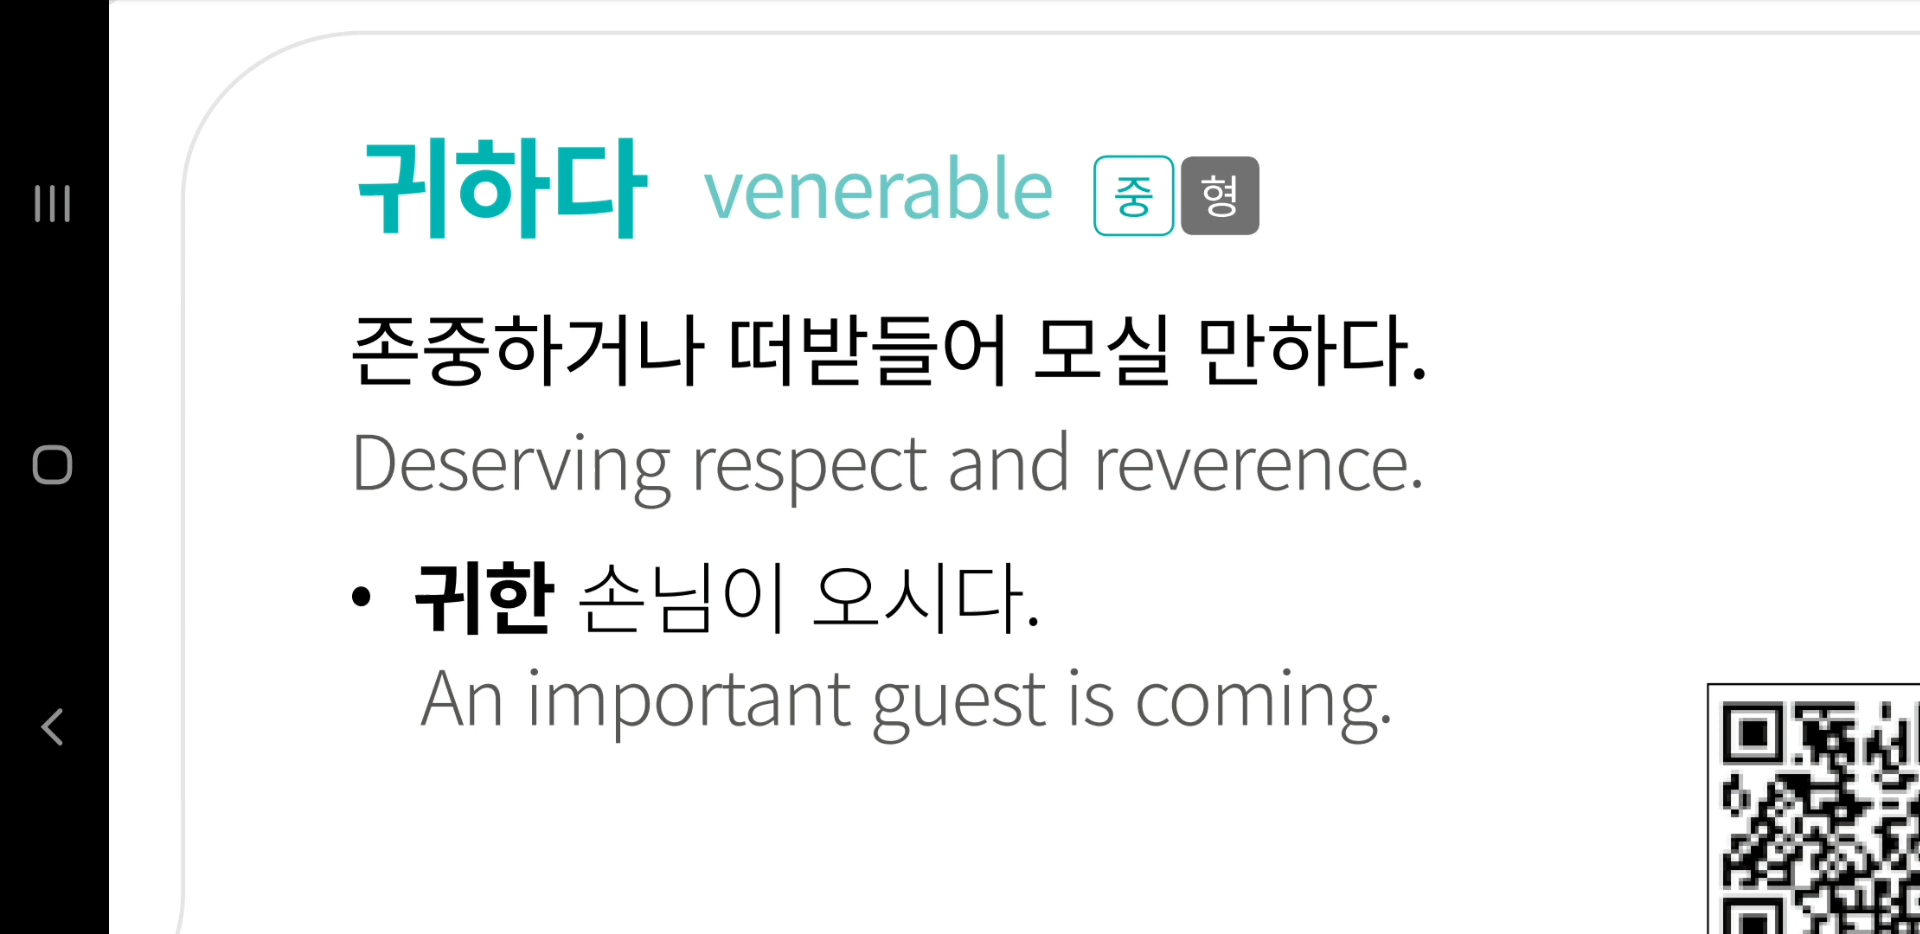 귀하다 venerable 중 형
존중하거나 떠받들어 모실 만하다.
Deserving respect and reverence.
• 귀한 손님이 오시다.
An important guest is coming.